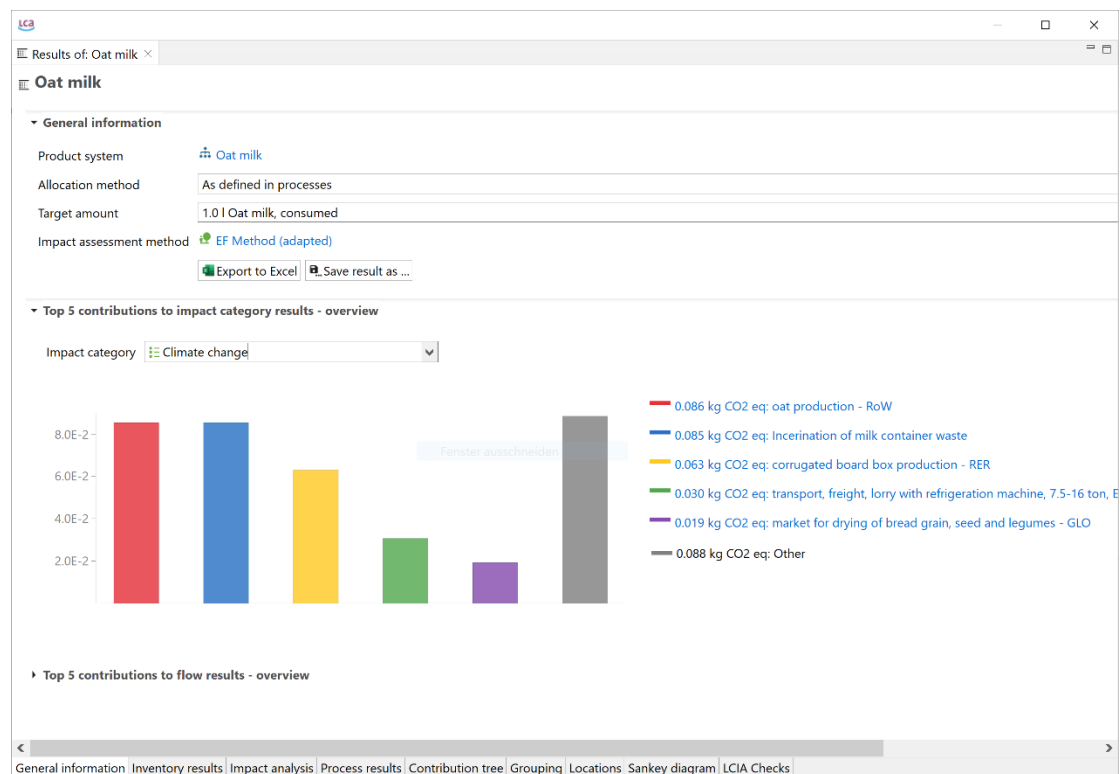 LCA
Results of: Oat milk
Oat milk
General information
Product system Oat milk
Allocation method As defined in processes
Target amount 1.0 l Oat milk, consumed
Impact assessment method EF Method (adapted)
Export to Excel Save result as ...
Top 5 contributions to impact category results - overview
Impact category Climate change
8.0E-2
6.0E-2
4.0E-2
2.0E-2
Fenster ausschneiden
0.086 kg CO2 eq: oat production - RoW
0.085 kg CO2 eq: Incerination of milk container waste
0.063 kg CO2 eq: corrugated board box production - RER
0.030 kg CO2 eq: transport, freight, lorry with refrigeration machine, 7.5-16 ton, E
0.019 kg CO2 eq: market for drying of bread grain, seed and legumes - GLO
0.088 kg CO2 eq: Other
Top 5 contributions to flow results - overview
General information Inventory results Impact analysis Process results Contribution tree Grouping Locations Sankey diagram LCIA Checks